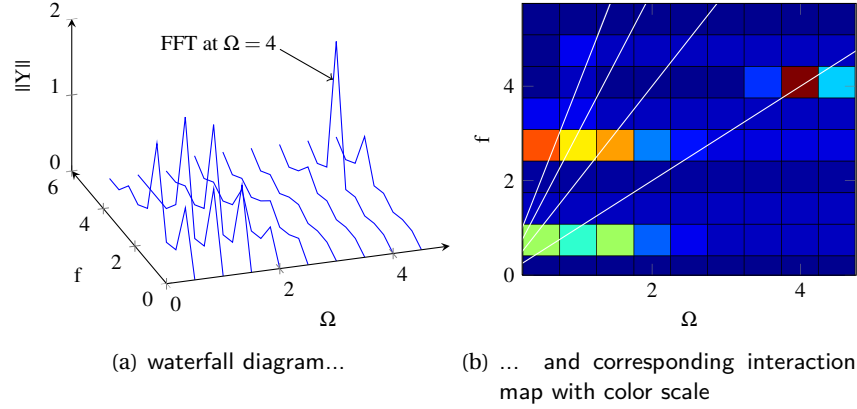 2
1
0
‖Y‖
FFT at Ω = 4
6
4
2
0
f
0
2
4
Ω
(a) waterfall diagram...
4
2
0
f
2
4
Ω
(b) ... and corresponding interaction
map with color scale